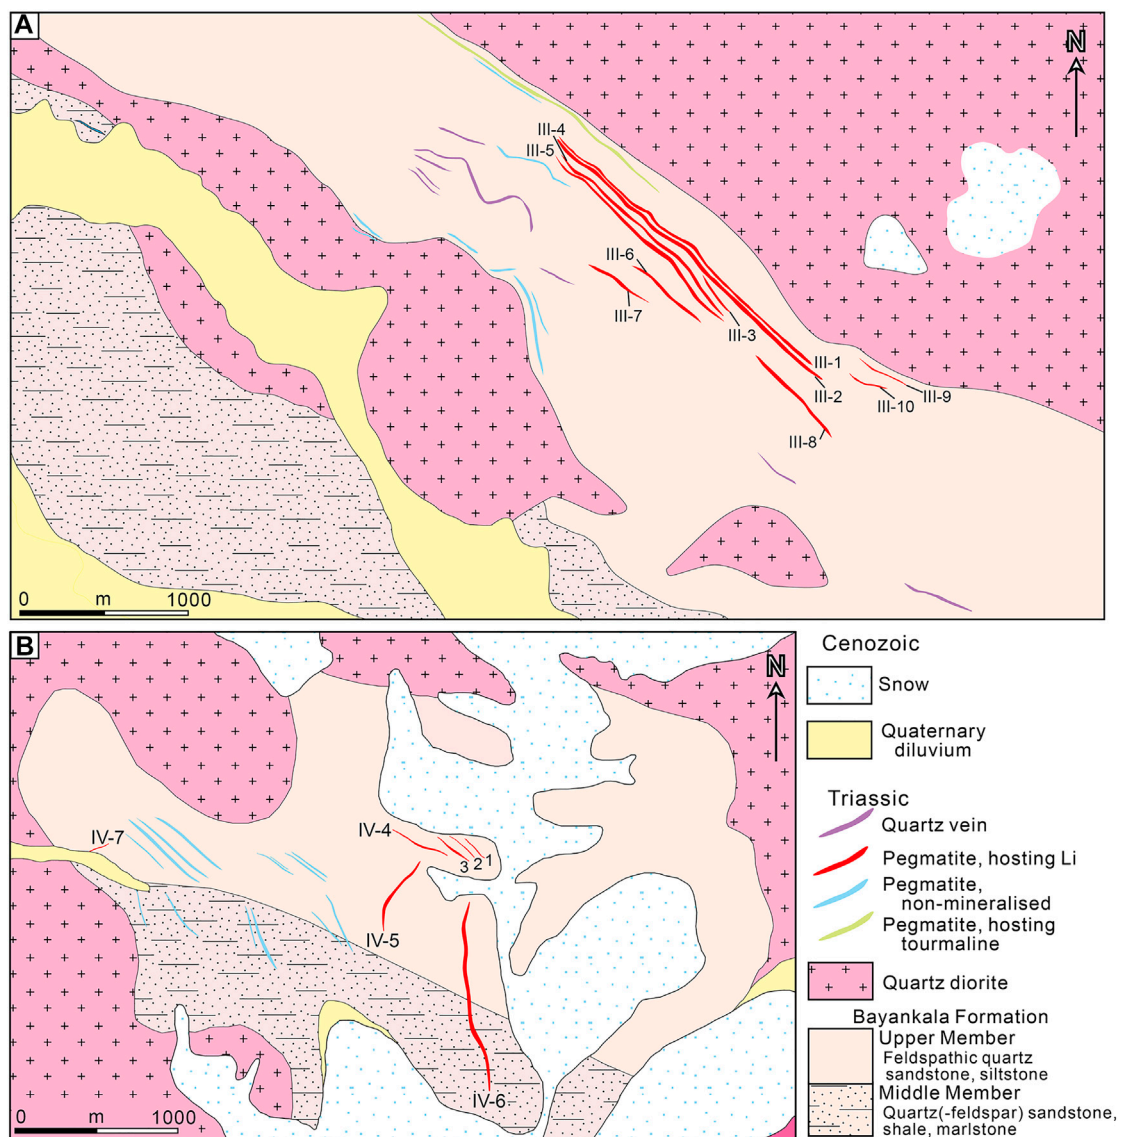 A
N
III-4
III-5
III-6
III-7
III-3
III-1
III-2
III-9
III-10
III-8
0 m 1000
B
N
IV-7
IV-4
3 2 1
IV-5
IV-6
0 m 1000
Cenozoic
Snow
Quaternary
diluvium
Triassic
Quartz vein
Pegmatite, hosting Li
Pegmatite,
non-mineralised
Pegmatite, hosting
tourmaline
Quartz diorite
Bayankala Formation
Upper Member
Feldspathic quartz
sandstone, siltstone
Middle Member
Quartz(-feldspar) sandstone,
shale, marlstone